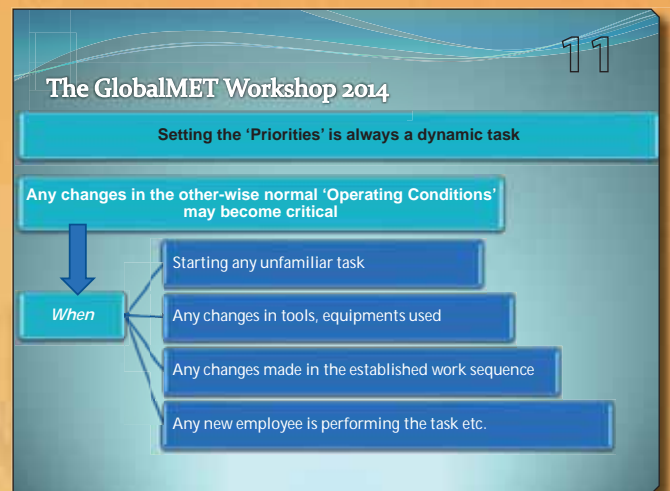 11
The GlobalMET Workshop 2014
Setting the ‘Priorities’ is always a dynamic task
Any changes in the other-wise normal ‘Operating Conditions’
may become critical
When
Starting any unfamiliar task
Any changes in tools, equipments used
Any changes made in the established work sequence
Any new employee is performing the task etc.